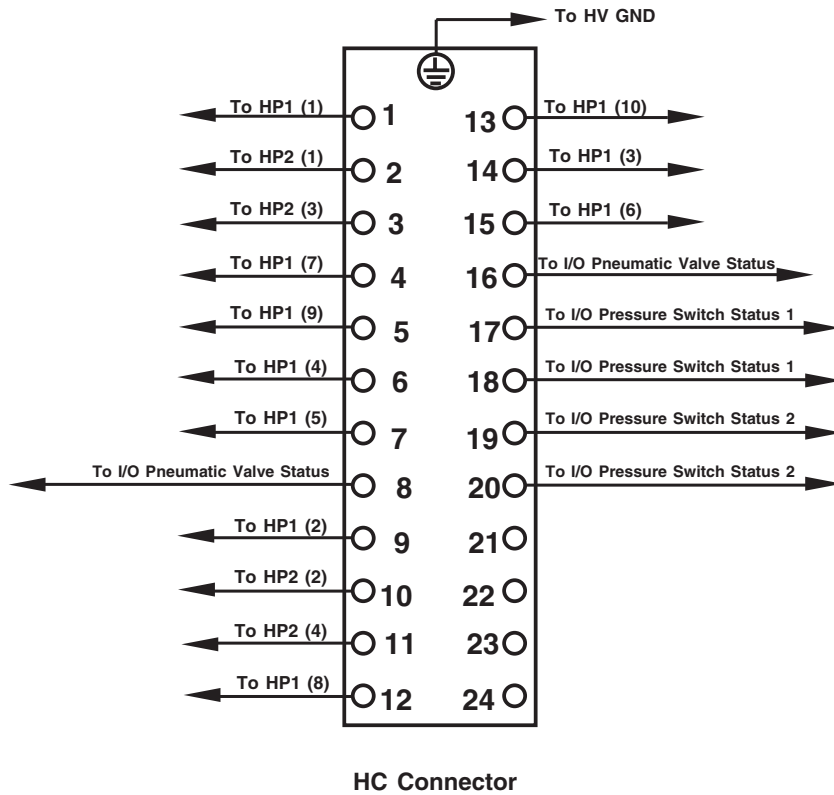 To HV GND
To HP1 (1) 1 13 To HP1 (10)
To HP2 (1) 2 14 To HP1 (3)
To HP2 (3) 3 15 To HP1 (6)
To HP1 (7) 4 16 To I/O Pneumatic Valve Status
To HP1 (9) 5 17 To I/O Pressure Switch Status 1
To HP1 (4) 6 18 To I/O Pressure Switch Status 1
To HP1 (5) 7 19 To I/O Pressure Switch Status 2
To I/O Pneumatic Valve Status 8 20 To I/O Pressure Switch Status 2
To HP1 (2) 9 21
To HP2 (2) 10 22
To HP2 (4) 11 23
To HP1 (8) 12 24
HC Connector